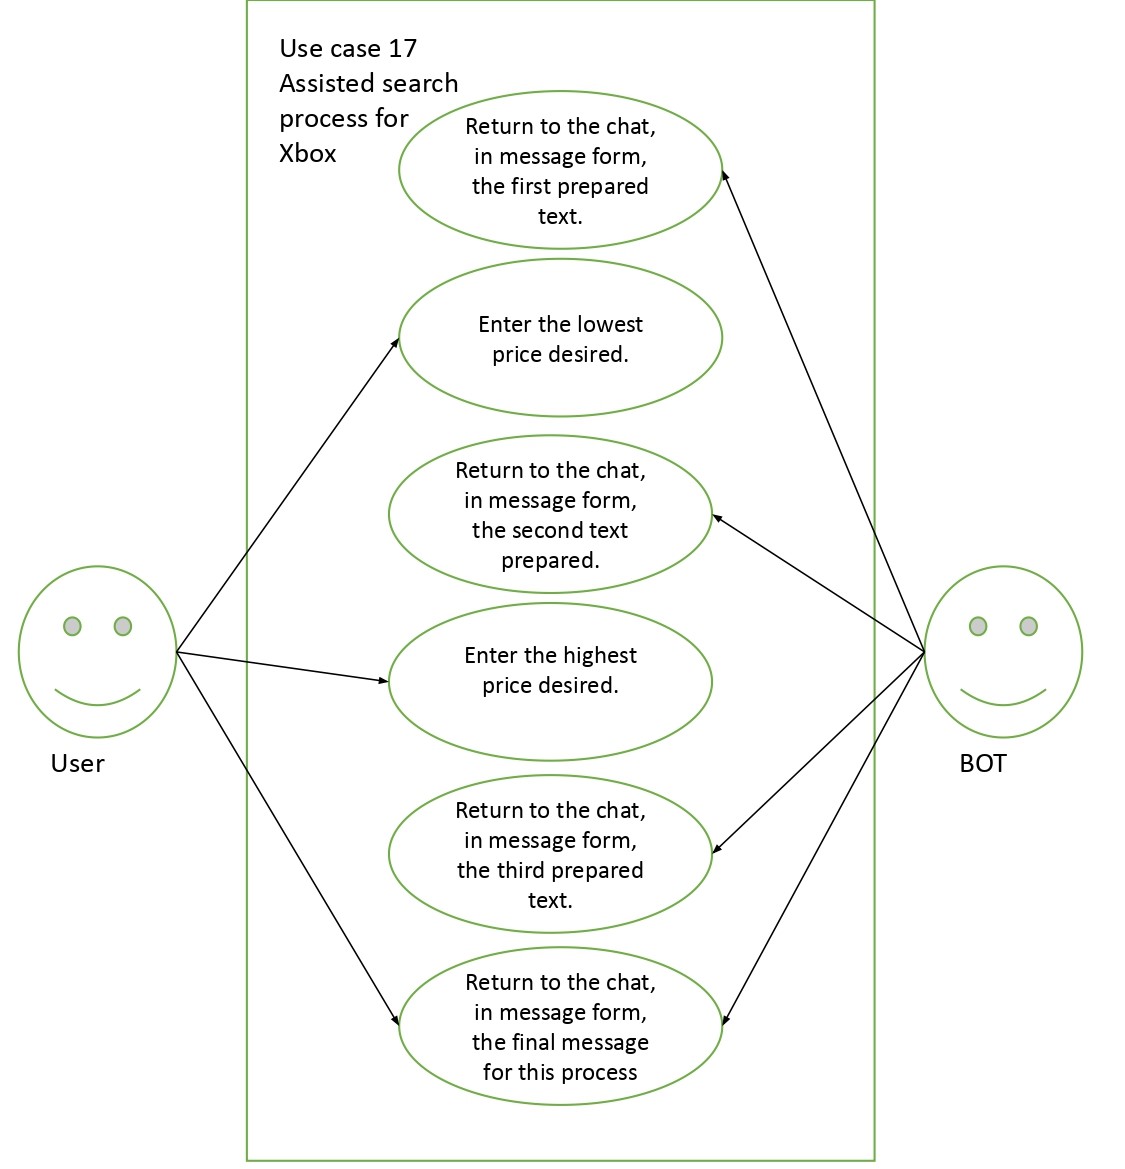 Use case 17
Assisted search
process for
Xbox
Return to the chat,
in message form,
the first prepared
text.
Enter the lowest
price desired.
Return to the chat,
in message form,
the second text
prepared.
Enter the highest
price desired.
User
BOT
Return to the chat,
in message form,
the third prepared
text.
Return to the chat,
in message form,
the final message
for this process